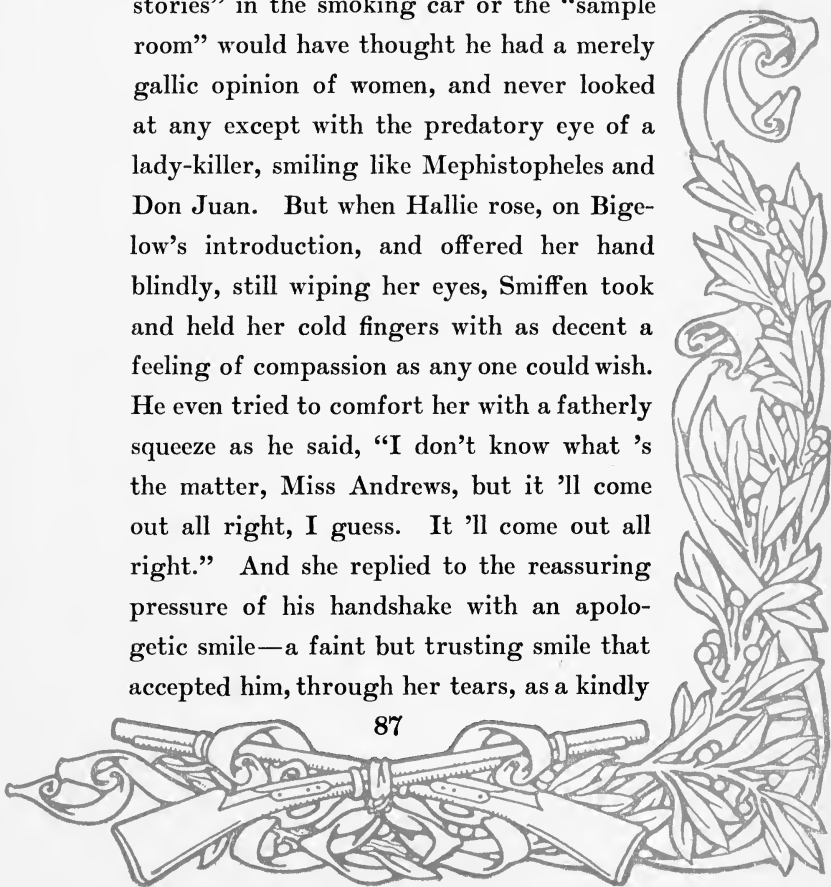 stories” in the smoking car or the “sample
room” would have thought he had a merely
gallic opinion of women, and never looked
at any except with the predatory eye of a
lady-killer, smiling like Mephistopheles and
Don Juan. But when Hallie rose, on Bige-
low's introduction, and offered her hand
blindly, still wiping her eyes, Smiffen took
and held her cold fingers with as decent a
feeling of compassion as any one could wish.
He even tried to comfort her with a fatherly
squeeze as he said, “I don't know what 's
the matter, Miss Andrews, but it 'll come
out all right, I guess. It 'll come out all
right.” And she replied to the reassuring
pressure of his handshake with an apolo-
getic smile—a faint but trusting smile that
accepted him, through her tears, as a kindly
87